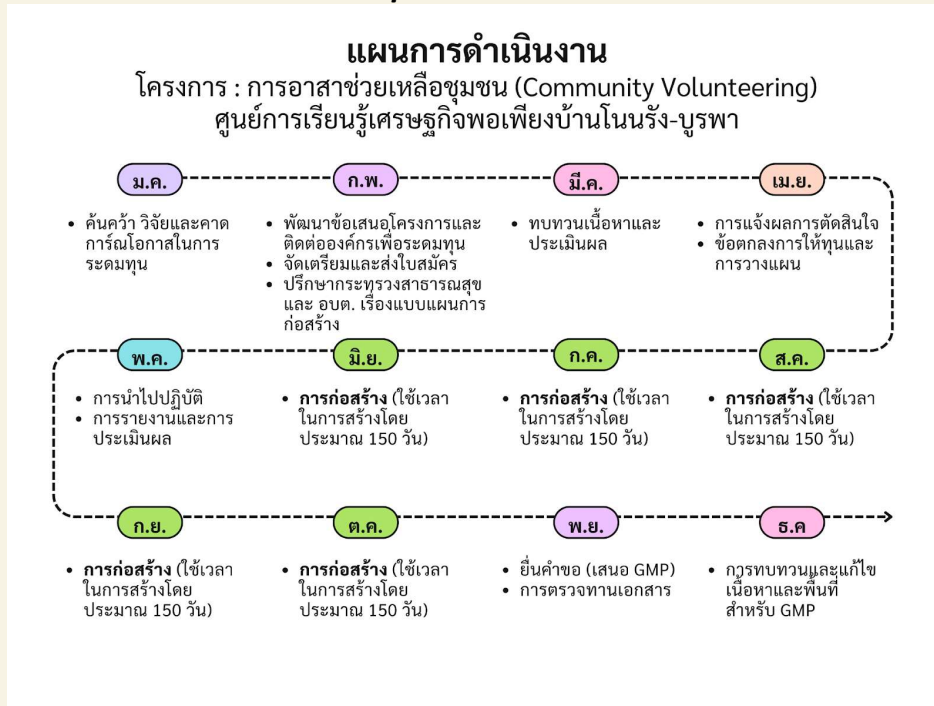 แผนการดำเนินงาน
โครงการ : การอาสาช่วยเหลือชุมชน (Community Volunteering)
ศูนย์การเรียนรู้เศรษฐกิจพอเพียงบ้านโนนรัง-บูรพา
ม.ค.
• ค้นคว้า วิจัยและคาด
การ์ณโอกาสในการ
ระดมทุน
ก.พ.
• พัฒนาข้อเสนอโครงการและ
ติดต่อองค์กรเพื่อระดมทุน
• จัดเตรียมและส่งใบสมัคร
• ปรึกษากระทรวงสาธารณสุข
และ อบต. เรื่องแบบแผนการ
ก่อสร้าง
มี.ค.
• ทบทวนเนื้อหาและ
ประเมินผล
เม.ย.
• การแจ้งผลการตัดสินใจ
• ข้อตกลงการให้ทุนและ
การวางแผน
พ.ค.
• การนำไปปฏิบัติ
• การรายงานและการ
ประเมินผล
มิ.ย.
• การก่อสร้าง (ใช้เวลา
ในการสร้างโดย
ประมาณ 150 วัน)
ก.ค.
• การก่อสร้าง (ใช้เวลา
ในการสร้างโดย
ประมาณ 150 วัน)
ส.ค.
• การก่อสร้าง (ใช้เวลา
ในการสร้างโดย
ประมาณ 150 วัน)
ก.ย.
• การก่อสร้าง (ใช้เวลา
ในการสร้างโดย
ประมาณ 150 วัน)
ต.ค.
• การก่อสร้าง (ใช้เวลา
ในการสร้างโดย
ประมาณ 150 วัน)
พ.ย.
• ยื่นคำขอ (เสนอ GMP)
• การตรวจทานเอกสาร
ธ.ค
• การทบทวนและแก้ไข
เนื้อหาและพื้นที่
สำหรับ GMP